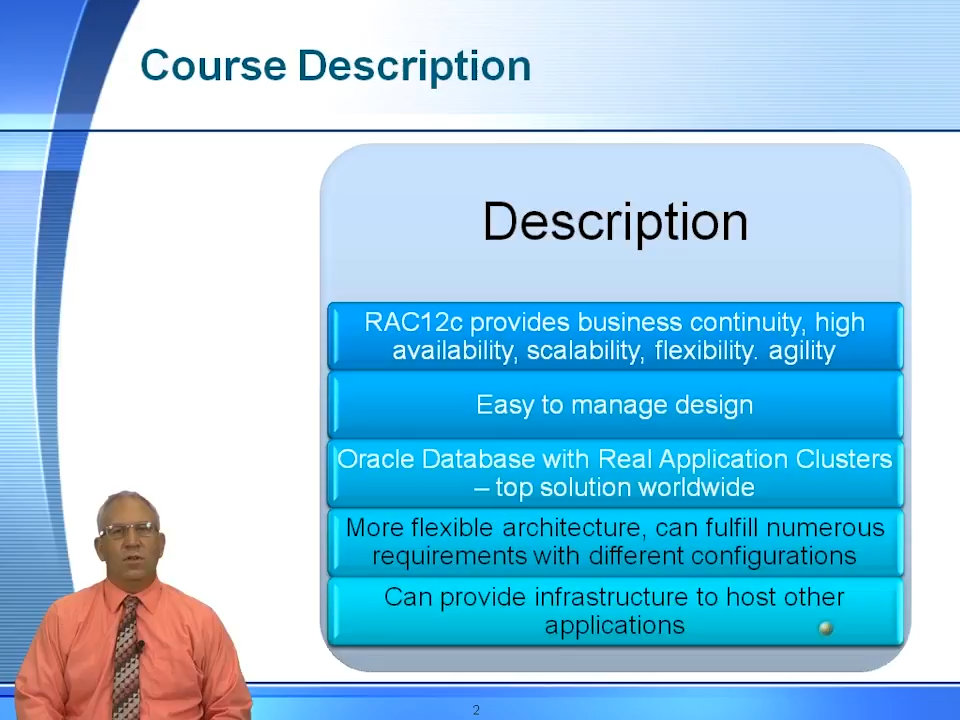 Course Description
Description
RAC12c provides business continuity, high
availability, scalability, flexibility. agility
Easy to manage design
Oracle Database with Real Application Clusters
– top solution worldwide
More flexible architecture, can fulfill numerous
requirements with different configurations
Can provide infrastructure to host other
applications
2